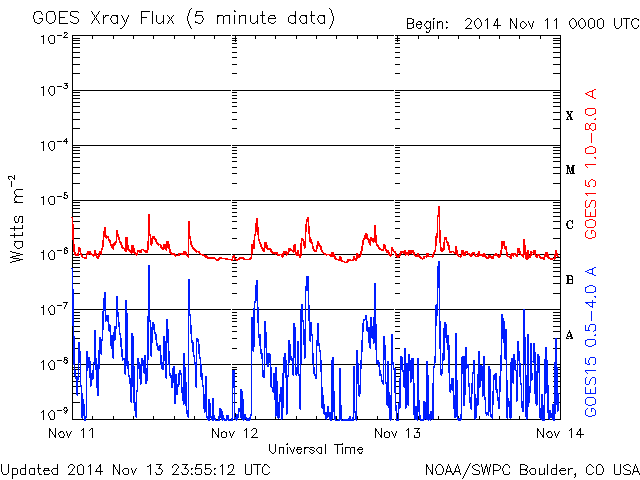 GOES Xray Flux (5 minute data)
Begin: 2014 Nov 11 0000 UTC
10⁻²
10⁻³
10⁻⁴
10⁻⁵
10⁻⁶
10⁻⁷
10⁻⁸
10⁻⁹
Watts m⁻²
X
M
C
B
A
GOES15 1.0-8.0 A
GOES15 0.5-4.0 A
Nov 11
Nov 12
Nov 13
Nov 14
Universal Time
Updated 2014 Nov 13 23:55:12 UTC
NOAA/SWPC Boulder, CO USA